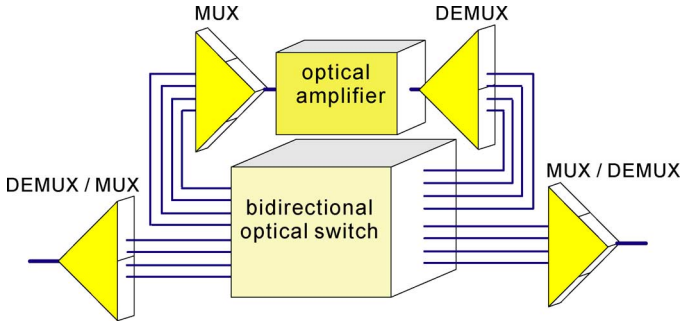 MUX
DEMUX
optical
amplifier
DEMUX / MUX
MUX / DEMUX
bidirectional
optical switch